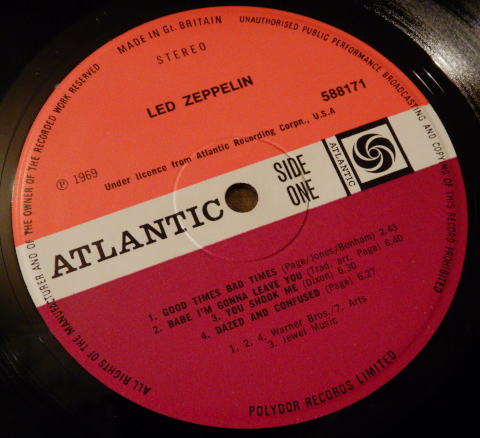 MADE IN Gt. BRITAIN
UNAUTHORISED PUBLIC PERFORMANCE BROADCASTING AND COPYING OF THIS RECORD PROHIBITED
ALL RIGHTS OF THE MANUFACTURER AND OF THE OWNER OF THE RECORDED WORK RESERVED
STEREO
LED ZEPPELIN
588171
℗ 1969
Under licence from Atlantic Recording Corpn., U.S.A
ATLANTIC
SIDE
ONE
ATLANTIC
1. GOOD TIMES BAD TIMES (Page/Jones/Bonham) 2.43
2. BABE I'M GONNA LEAVE YOU (Trad. arr. Page) 6.40
3. YOU SHOOK ME (Dixon) 6.30
4. DAZED AND CONFUSED (Page) 6.27
1, 2, 4, Warner Bros./7. Arts
3. Jewel Music
POLYDOR RECORDS LIMITED